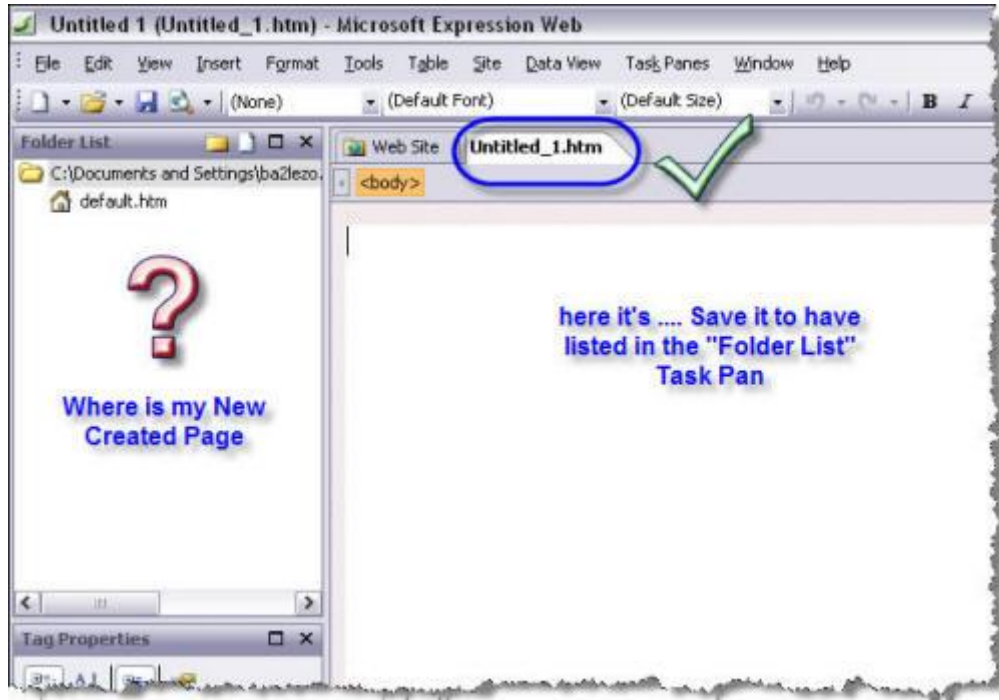 Untitled 1 (Untitled_1.htm) - Microsoft Expression Web
File Edit View Insert Format Tools Table Site Data View Task Panes Window Help
(None) (Default Font) (Default Size) B I
Folder List
Web Site Untitled_1.htm
C:\Documents and Settings\ba2lezo.
<body>
default.htm
?
here it's .... Save it to have
listed in the "Folder List"
Task Pan
Where is my New
Created Page
Tag Properties